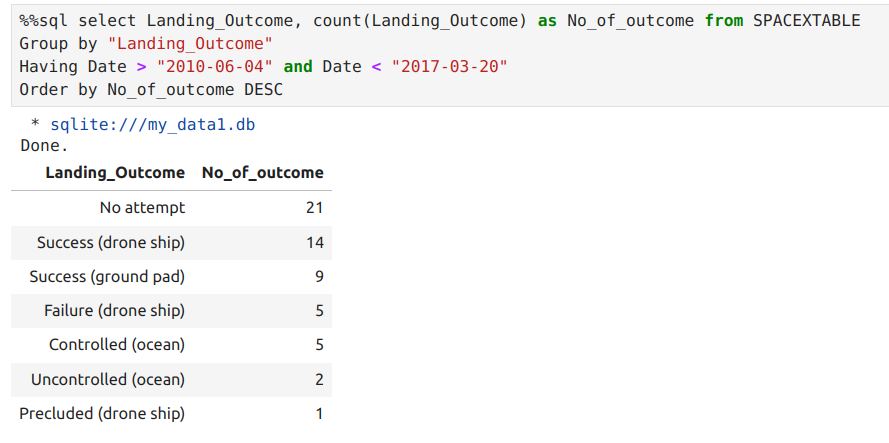 %%sql select Landing_Outcome, count(Landing_Outcome) as No_of_outcome from SPACEXTABLE
Group by "Landing_Outcome"
Having Date > "2010-06-04" and Date < "2017-03-20"
Order by No_of_outcome DESC
* sqlite:///my_data1.db
Done.
Landing_Outcome No_of_outcome
No attempt 21
Success (drone ship) 14
Success (ground pad) 9
Failure (drone ship) 5
Controlled (ocean) 5
Uncontrolled (ocean) 2
Precluded (drone ship) 1